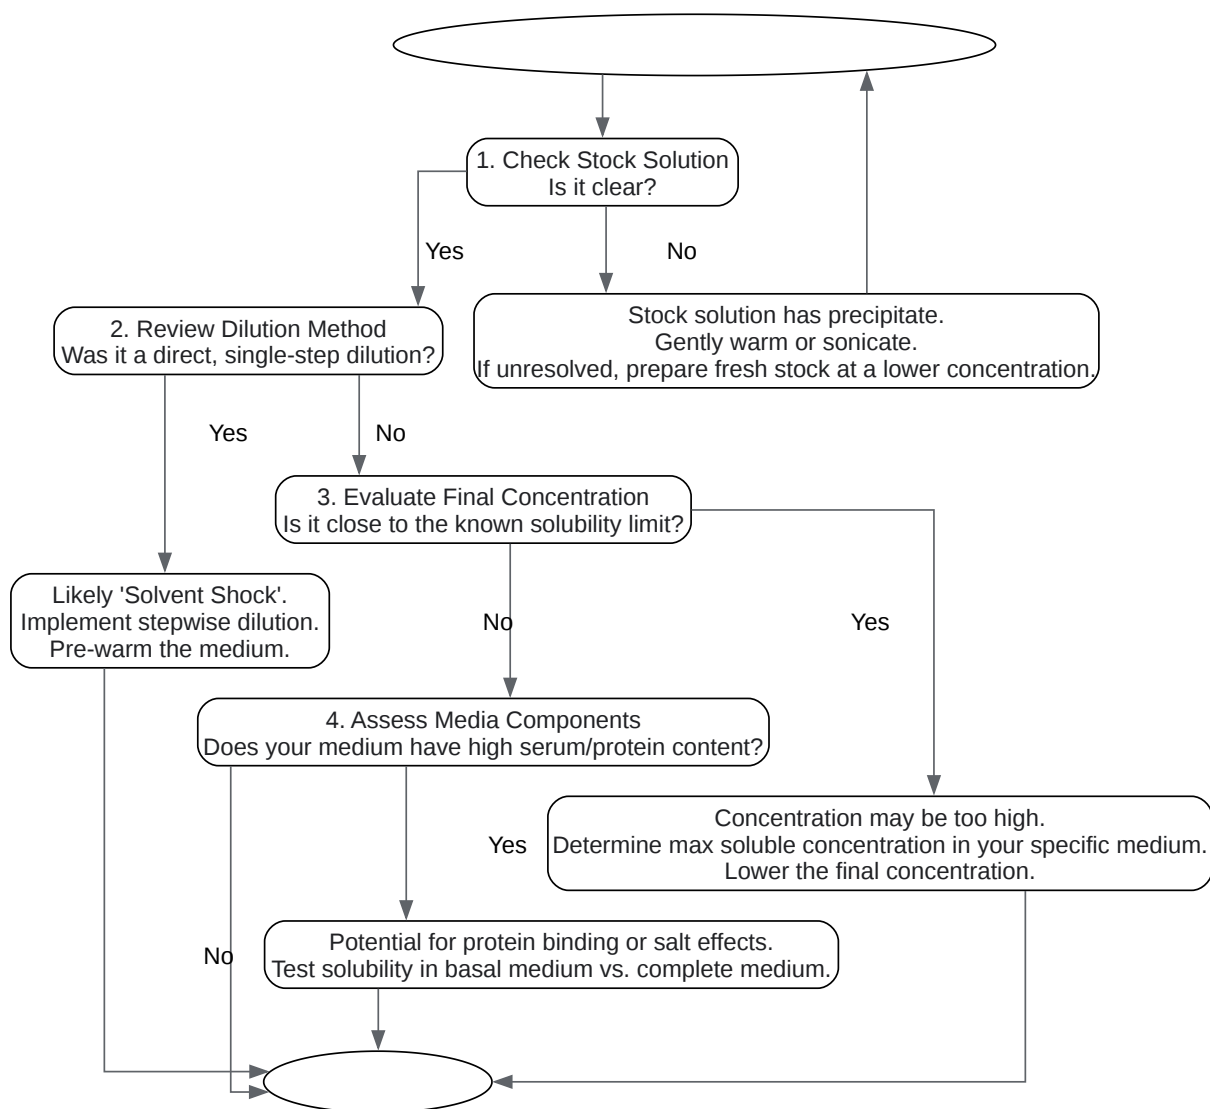 1. Check Stock Solution
Is it clear?
Yes
No
2. Review Dilution Method
Was it a direct, single-step dilution?
Stock solution has precipitate.
Gently warm or sonicate.
If unresolved, prepare fresh stock at a lower concentration.
Yes
No
3. Evaluate Final Concentration
Is it close to the known solubility limit?
Likely 'Solvent Shock'.
Implement stepwise dilution.
Pre-warm the medium.
No
Yes
4. Assess Media Components
Does your medium have high serum/protein content?
Concentration may be too high.
Determine max soluble concentration in your specific medium.
Lower the final concentration.
Yes
No
Potential for protein binding or salt effects.
Test solubility in basal medium vs. complete medium.